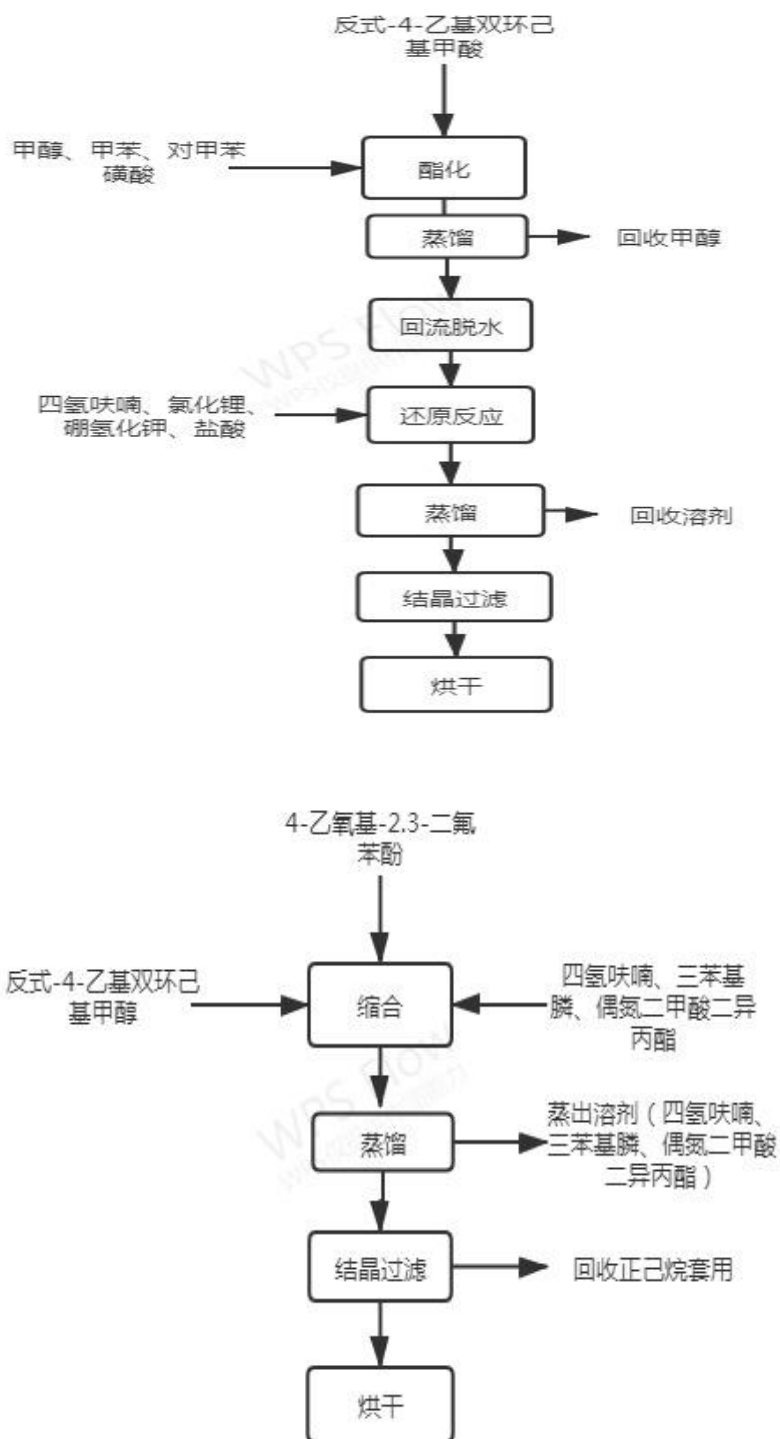 反式-4-乙基双环己
基甲酸
甲醇、甲苯、对甲苯
磺酸
酯化
蒸馏
回收甲醇
回流脱水
WPS Flow
四氢呋喃、氯化锂、
硼氢化钾、盐酸
还原反应
蒸馏
回收溶剂
结晶过滤
烘干
4-乙氧基-2.3-二氟
苯酚
反式-4-乙基双环己
基甲醇
缩合
四氢呋喃、三苯基
膦、偶氮二甲酸二异
丙酯
WPS Flow
蒸馏
蒸出溶剂（四氢呋喃、
三苯基膦、偶氮二甲酸
二异丙酯）
结晶过滤
回收正己烷套用
烘干